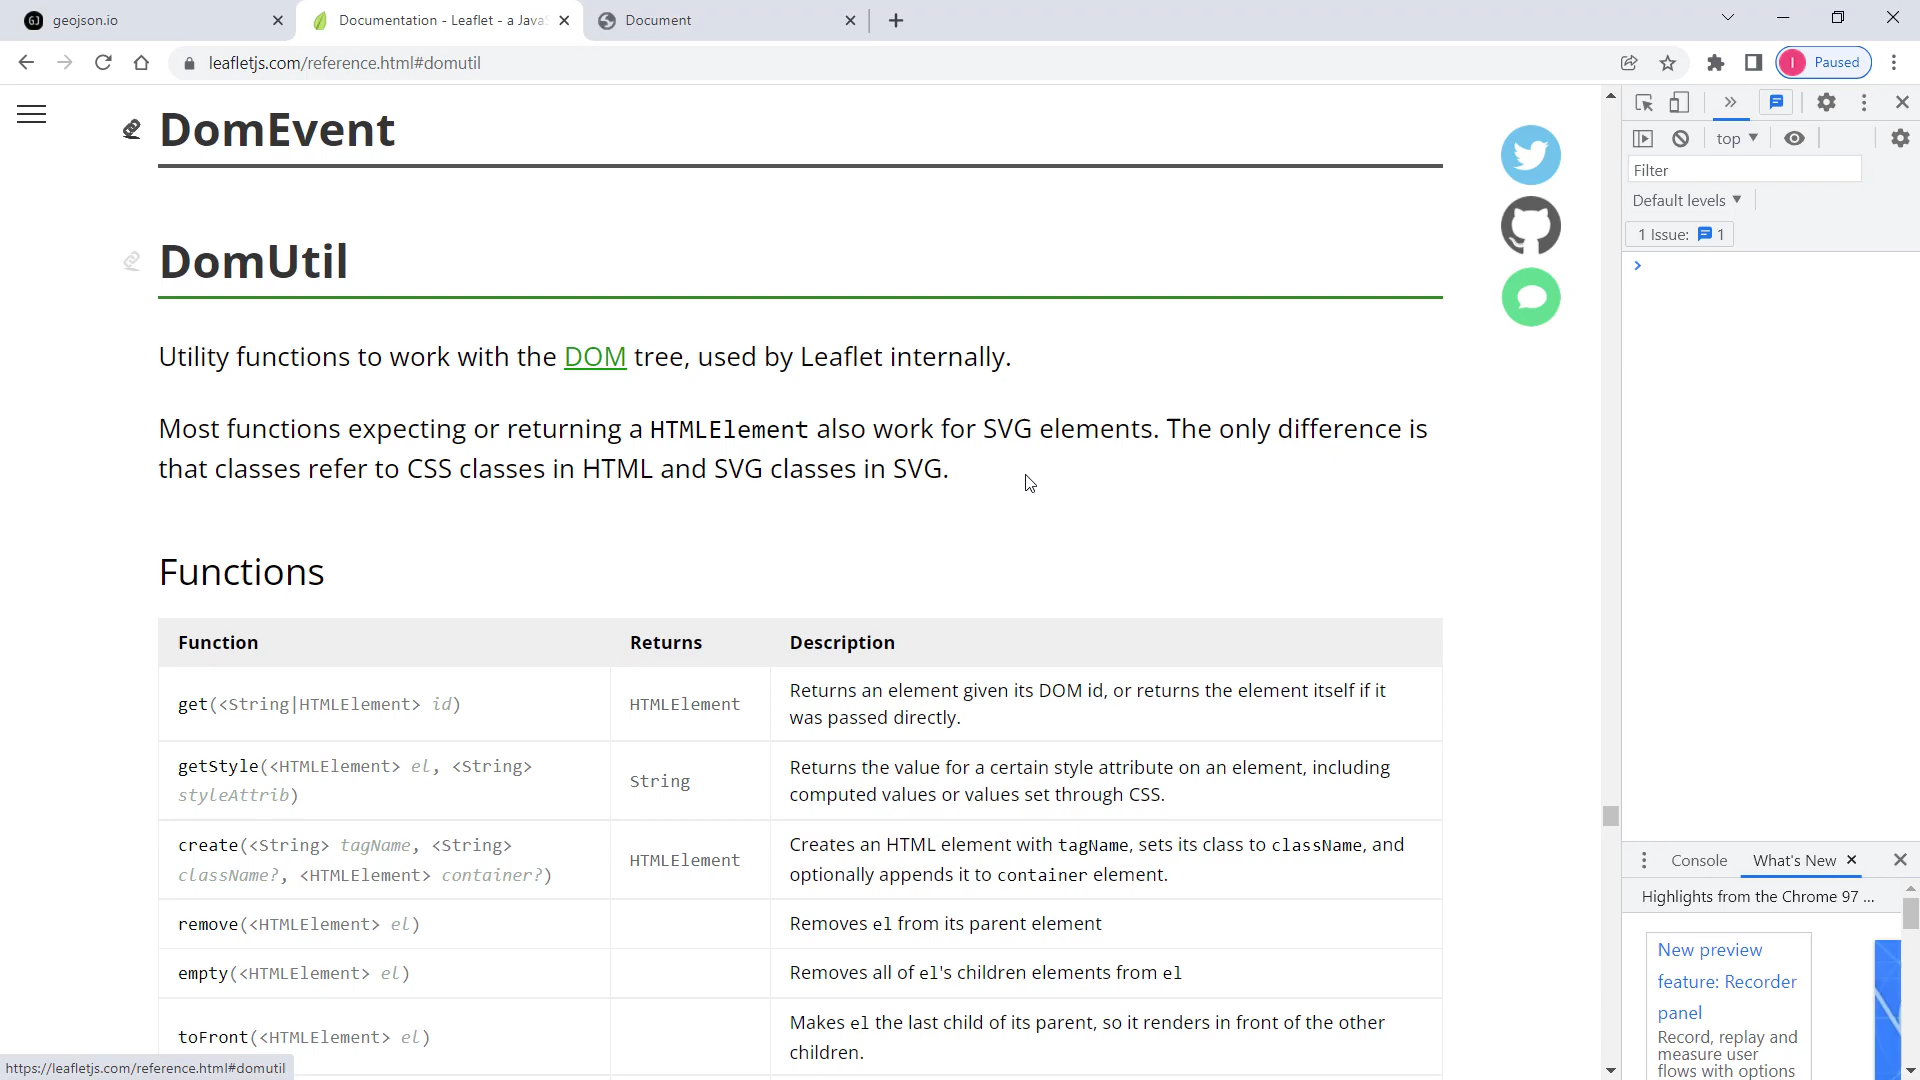 GJ geojson.io
Documentation - Leaflet - a Java
Document
leafletjs.com/reference.html#domutil
I Paused
DomEvent
DomUtil
Utility functions to work with the DOM tree, used by Leaflet internally.
Most functions expecting or returning a HTMLElement also work for SVG elements. The only difference is
that classes refer to CSS classes in HTML and SVG classes in SVG.
Functions
Function Returns Description
get(<String|HTMLElement> id) HTMLElement Returns an element given its DOM id, or returns the element itself if it
was passed directly.
getStyle(<HTMLElement> el, <String>
styleAttrib) String Returns the value for a certain style attribute on an element, including
computed values or values set through CSS.
create(<String> tagName, <String>
className?, <HTMLElement> container?) HTMLElement Creates an HTML element with tagName, sets its class to className, and
optionally appends it to container element.
remove(<HTMLElement> el) Removes el from its parent element
empty(<HTMLElement> el) Removes all of el's children elements from el
toFront(<HTMLElement> el) Makes el the last child of its parent, so it renders in front of the other
children.
https://leafletjs.com/reference.html#domutil
top
Filter
Default levels
1 Issue: 1
Console What's New
Highlights from the Chrome 97 ...
New preview
feature: Recorder
panel
Record, replay and
measure user
flows with options